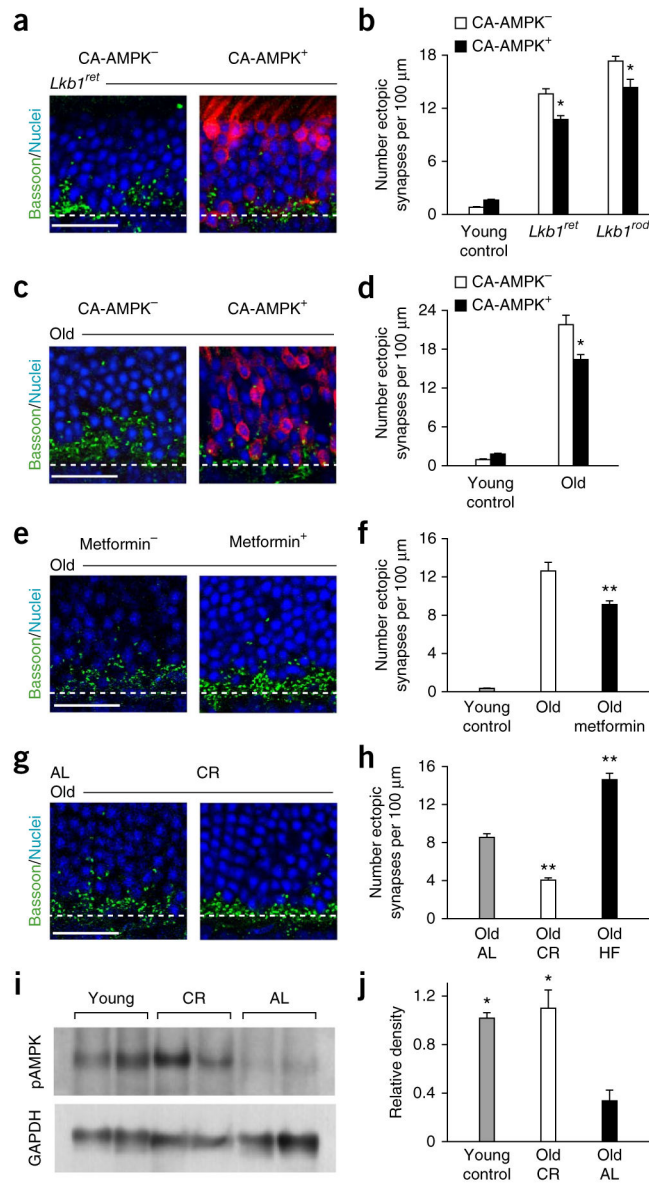 a
CA-AMPK⁻ CA-AMPK⁺
Lkb1ʳᵉᵗ
Bassoon/Nuclei
b
CA-AMPK⁻
CA-AMPK⁺
Number ectopic
synapses per 100 µm
18
12
6
0
Young
control
Lkb1ʳᵉᵗ
Lkb1ʳᵒᵈ
*
*
c
CA-AMPK⁻ CA-AMPK⁺
Old
Bassoon/Nuclei
d
CA-AMPK⁻
CA-AMPK⁺
Number ectopic
synapses per 100 µm
24
18
12
6
0
Young
control
Old
*
e
Metformin⁻ Metformin⁺
Old
Bassoon/Nuclei
f
Number ectopic
synapses per 100 µm
16
12
8
4
0
Young
control
Old
Old
metformin
**
g
AL CR
Old
Bassoon/Nuclei
h
Number ectopic
synapses per 100 µm
16
12
8
4
0
Old
AL
Old
CR
Old
HF
**
**
i
Young CR AL
pAMPK
GAPDH
j
Relative density
1.2
0.8
0.4
0
Young
control
Old
CR
Old
AL
*
*